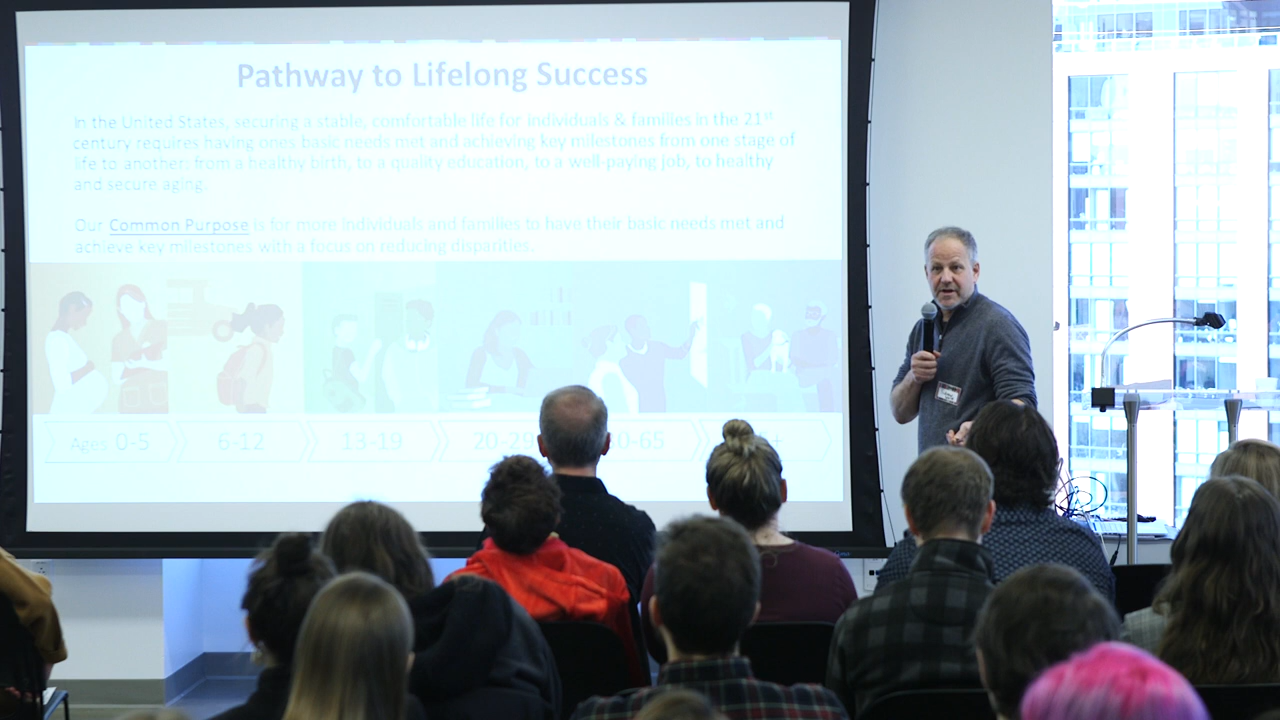 Pathway to Lifelong Success
In the United States, securing a stable, comfortable life for individuals & families in the 21st
century requires having ones basic needs met and achieving key milestones from one stage of
life to another: from a healthy birth, to a quality education, to a well-paying job, to healthy
and secure aging.
Our Common Purpose is for more individuals and families to have their basic needs met and
achieve key milestones with a focus on reducing disparities.
Ages: 0-5 6-12 13-19 20-29 0-65 +